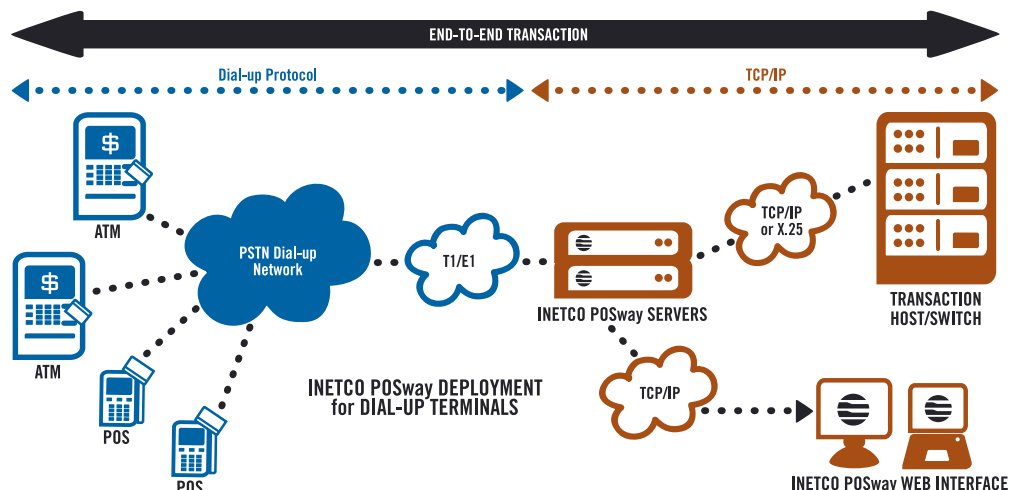 END-TO-END TRANSACTION
Dial-up Protocol
TCP/IP
$
ATM
$
ATM
PSTN Dial-up
Network
T1/E1
INETCO POSway SERVERS
TCP/IP
or X.25
TRANSACTION
HOST/SWITCH
POS
POS
INETCO POSway DEPLOYMENT
for DIAL-UP TERMINALS
TCP/IP
INETCO POSway WEB INTERFACE